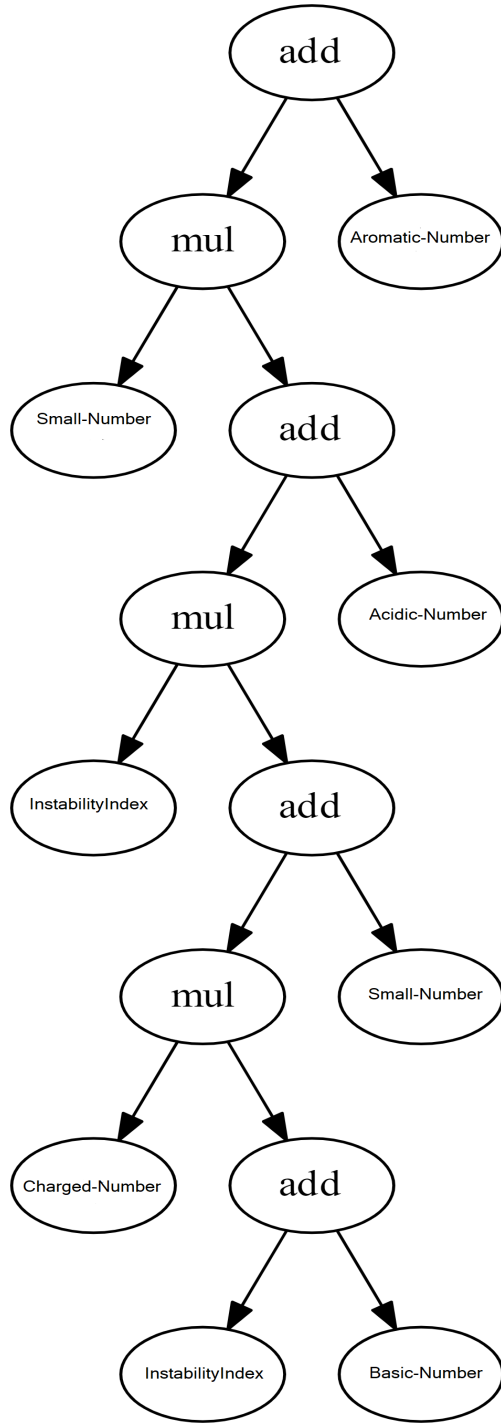 add
mul
Aromatic-Number
Small-Number
add
mul
Acidic-Number
InstabilityIndex
add
mul
Small-Number
Charged-Number
add
InstabilityIndex
Basic-Number